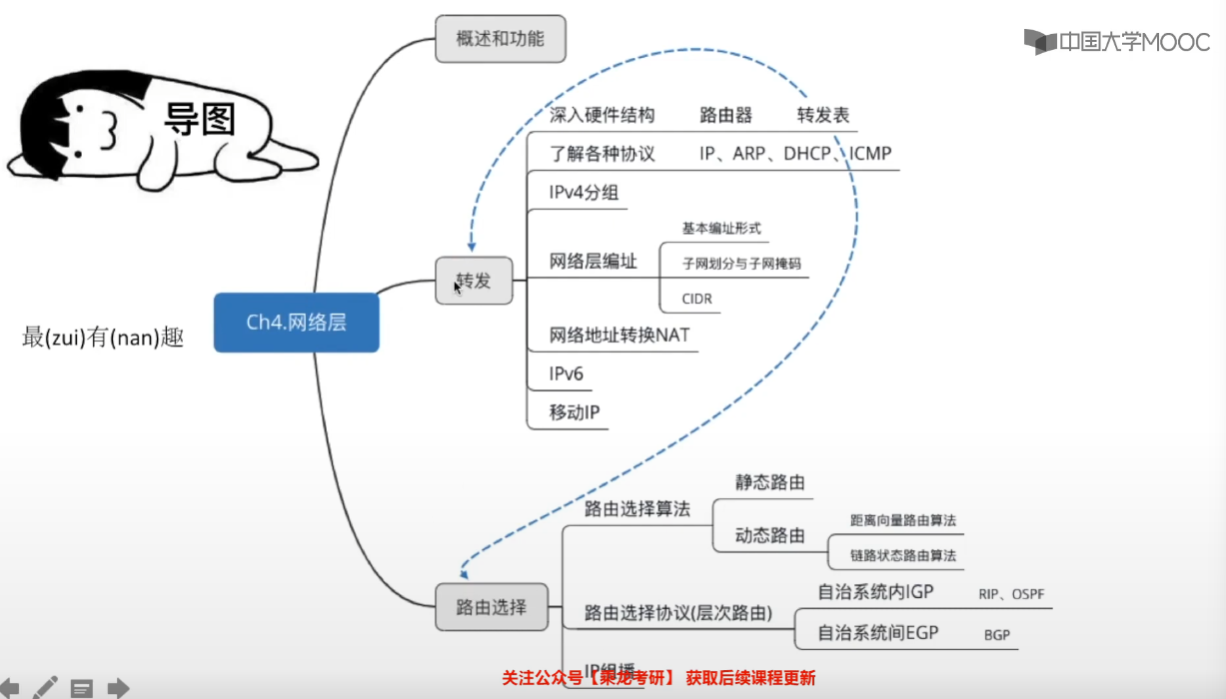 概述和功能
中国大学MOOC
导图
深入硬件结构 路由器 转发表
了解各种协议 IP、ARP、DHCP、ICMP
IPv4分组
基本编址形式
网络层编址
子网划分与子网掩码
CIDR
转发
Ch4.网络层
最(zui)有(nan)趣
网络地址转换NAT
IPv6
移动IP
静态路由
路由选择算法
动态路由
距离向量路由算法
链路状态路由算法
路由选择
路由选择协议(层次路由)
自治系统内IGP RIP、OSPF
自治系统间EGP BGP
IP组播
关注公众号【乘龙考研】 获取后续课程更新